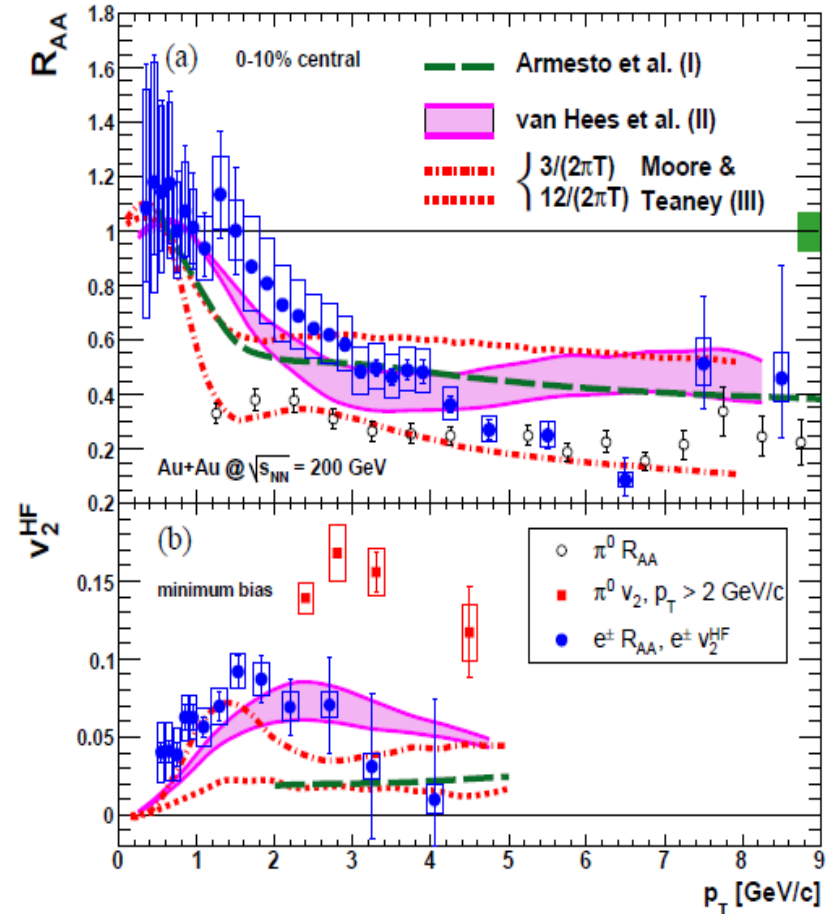 R_AA
1.8
1.6
1.4
1.2
1
0.8
0.6
0.4
0.2
(a) 0-10% central
Armesto et al. (I)
van Hees et al. (II)
3/(2πT) Moore &
12/(2πT) Teaney (III)
Au+Au @ √s_NN = 200 GeV
v_2^HF
0.2
0.15
0.1
0.05
0
(b)
minimum bias
π⁰ R_AA
π⁰ v_2, p_T > 2 GeV/c
e± R_AA, e± v_2^HF
0 1 2 3 4 5 6 7 8 9
p_T [GeV/c]